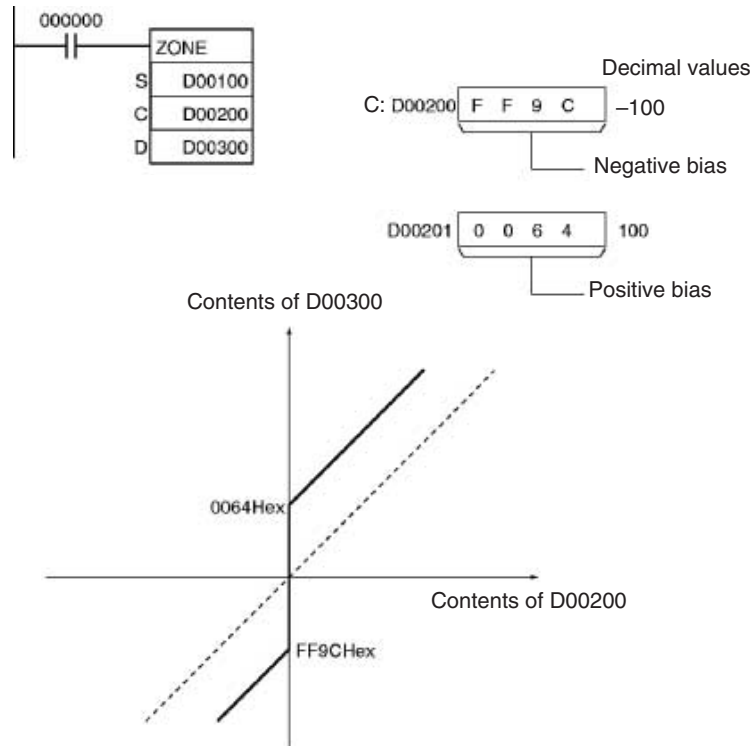 000000
ZONE
S D00100
C D00200
D D00300
Decimal values
C: D00200 F F 9 C –100
Negative bias
D00201 0 0 6 4 100
Positive bias
Contents of D00300
0064Hex
Contents of D00200
FF9CHex